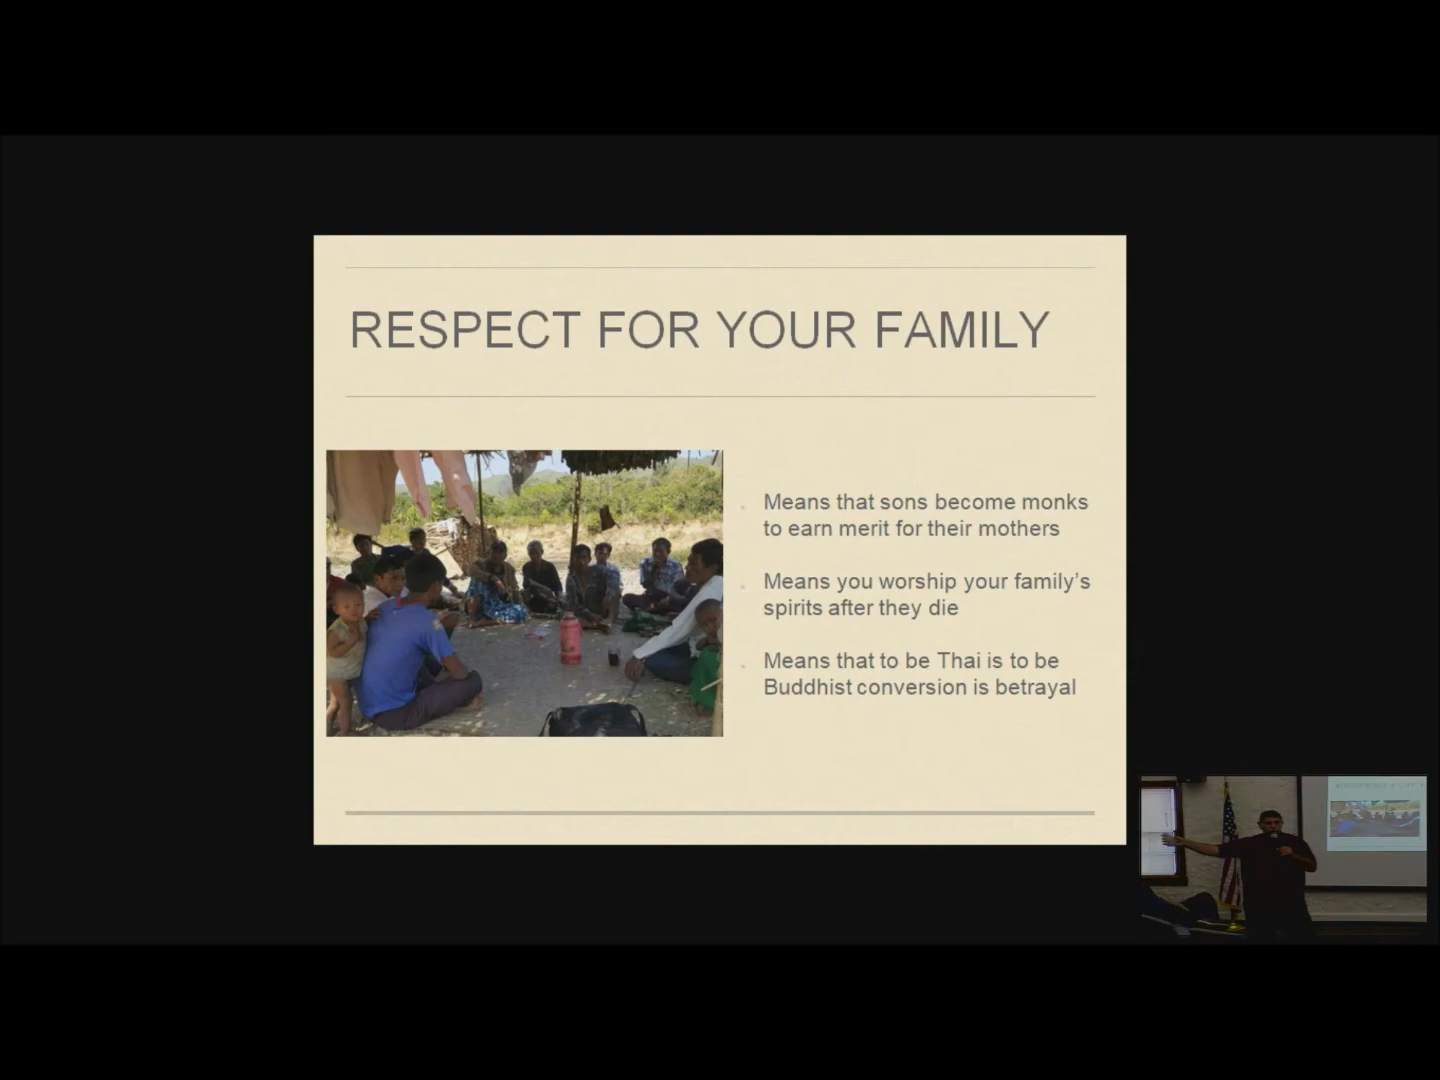 RESPECT FOR YOUR FAMILY
Means that sons become monks
to earn merit for their mothers
Means you worship your family's
spirits after they die
Means that to be Thai is to be
Buddhist conversion is betrayal